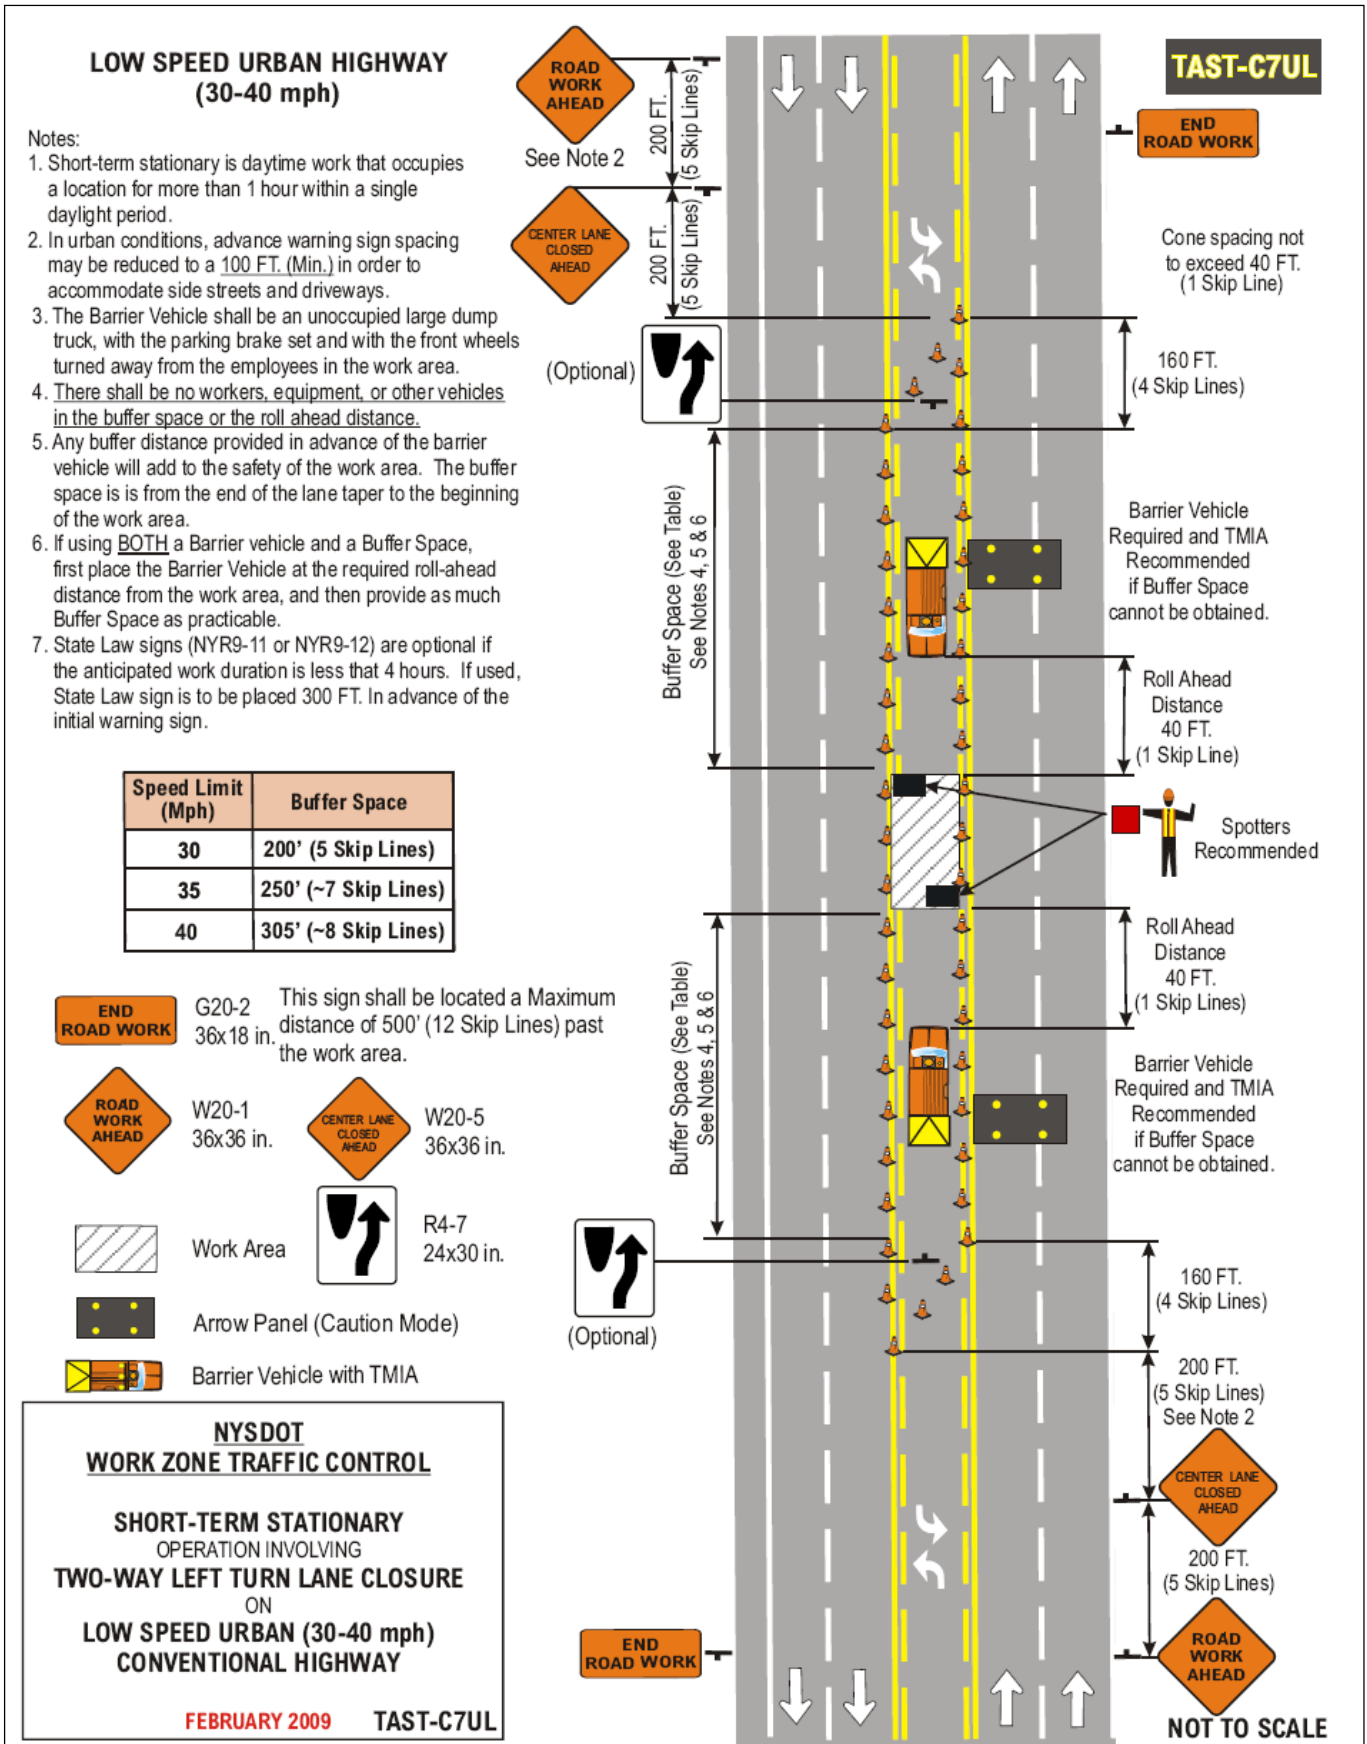 LOW SPEED URBAN HIGHWAY
(30-40 mph)
Notes:
1. Short-term stationary is daytime work that occupies
a location for more than 1 hour within a single
daylight period.
2. In urban conditions, advance warning sign spacing
may be reduced to a 100 FT. (Min.) in order to
accommodate side streets and driveways.
3. The Barrier Vehicle shall be an unoccupied large dump
truck, with the parking brake set and with the front wheels
turned away from the employees in the work area.
4. There shall be no workers, equipment, or other vehicles
in the buffer space or the roll ahead distance.
5. Any buffer distance provided in advance of the barrier
vehicle will add to the safety of the work area. The buffer
space is is from the end of the lane taper to the beginning
of the work area.
6. If using BOTH a Barrier vehicle and a Buffer Space,
first place the Barrier Vehicle at the required roll-ahead
distance from the work area, and then provide as much
Buffer Space as practicable.
7. State Law signs (NYR9-11 or NYR9-12) are optional if
the anticipated work duration is less that 4 hours. If used,
State Law sign is to be placed 300 FT. In advance of the
initial warning sign.
Speed Limit
(Mph)
Buffer Space
30
200' (5 Skip Lines)
35
250' (~7 Skip Lines)
40
305' (~8 Skip Lines)
END
ROAD WORK
G20-2
36x18 in.
This sign shall be located a Maximum
distance of 500' (12 Skip Lines) past
the work area.
ROAD
WORK
AHEAD
W20-1
36x36 in.
CENTER LANE
CLOSED
AHEAD
W20-5
36x36 in.
Work Area
R4-7
24x30 in.
Arrow Panel (Caution Mode)
Barrier Vehicle with TMIA
NYSDOT
WORK ZONE TRAFFIC CONTROL
SHORT-TERM STATIONARY
OPERATION INVOLVING
TWO-WAY LEFT TURN LANE CLOSURE
ON
LOW SPEED URBAN (30-40 mph)
CONVENTIONAL HIGHWAY
FEBRUARY 2009
TAST-C7UL
ROAD
WORK
AHEAD
See Note 2
200 FT.
(5 Skip Lines)
CENTER LANE
CLOSED
AHEAD
200 FT.
(5 Skip Lines)
(Optional)
Buffer Space (See Table)
See Notes 4, 5 & 6
Buffer Space (See Table)
See Notes 4, 5 & 6
(Optional)
END
ROAD WORK
TAST-C7UL
END
ROAD WORK
Cone spacing not
to exceed 40 FT.
(1 Skip Line)
160 FT.
(4 Skip Lines)
Barrier Vehicle
Required and TMIA
Recommended
if Buffer Space
cannot be obtained.
Roll Ahead
Distance
40 FT.
(1 Skip Line)
Spotters
Recommended
Roll Ahead
Distance
40 FT.
(1 Skip Lines)
Barrier Vehicle
Required and TMIA
Recommended
if Buffer Space
cannot be obtained.
160 FT.
(4 Skip Lines)
200 FT.
(5 Skip Lines)
See Note 2
CENTER LANE
CLOSED
AHEAD
200 FT.
(5 Skip Lines)
ROAD
WORK
AHEAD
NOT TO SCALE